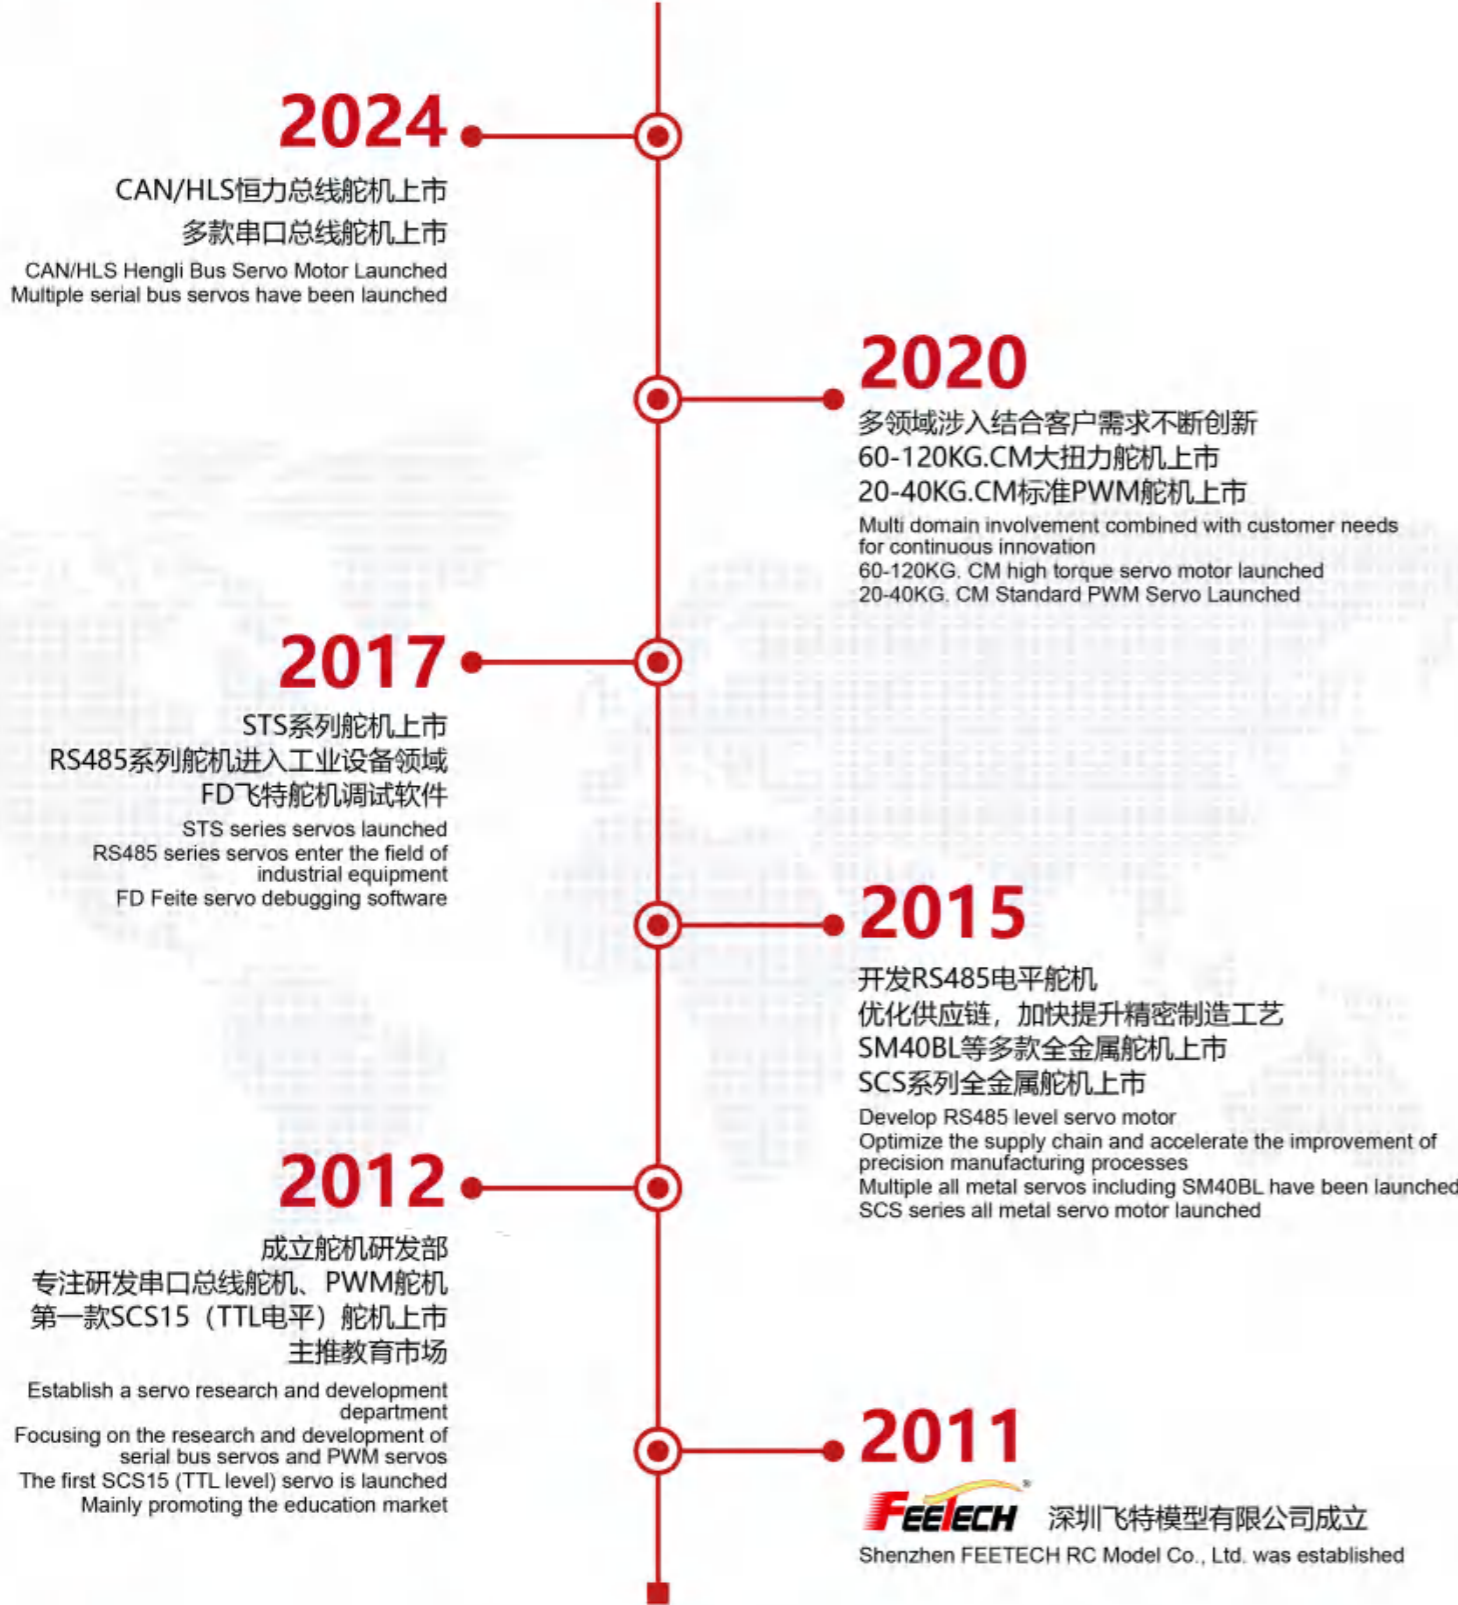 2024
CAN/HLS恒力总线舵机上市
多款串口总线舵机上市
CAN/HLS Hengli Bus Servo Motor Launched
Multiple serial bus servos have been launched
2020
多领域涉入结合客户需求不断创新
60-120KG.CM大扭力舵机上市
20-40KG.CM标准PWM舵机上市
Multi domain involvement combined with customer needs
for continuous innovation
60-120KG. CM high torque servo motor launched
20-40KG. CM Standard PWM Servo Launched
2017
STS系列舵机上市
RS485系列舵机进入工业设备领域
FD飞特舵机调试软件
STS series servos launched
RS485 series servos enter the field of
industrial equipment
FD Feite servo debugging software
2015
开发RS485电平舵机
优化供应链，加快提升精密制造工艺
SM40BL等多款全金属舵机上市
SCS系列全金属舵机上市
Develop RS485 level servo motor
Optimize the supply chain and accelerate the improvement of
precision manufacturing processes
Multiple all metal servos including SM40BL have been launched
SCS series all metal servo motor launched
2012
成立舵机研发部
专注研发串口总线舵机、PWM舵机
第一款SCS15（TTL电平）舵机上市
主推教育市场
Establish a servo research and development
department
Focusing on the research and development of
serial bus servos and PWM servos
The first SCS15 (TTL level) servo is launched
Mainly promoting the education market
2011
FEETECH® 深圳飞特模型有限公司成立
Shenzhen FEETECH RC Model Co., Ltd. was established